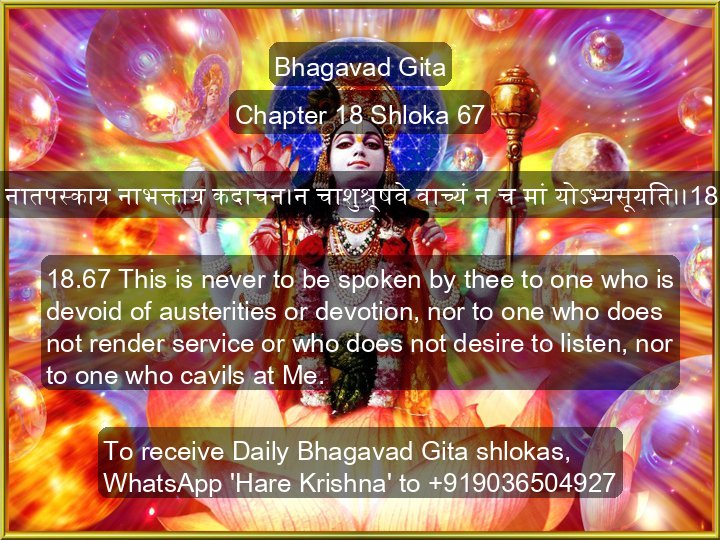 Bhagavad Gita
Chapter 18 Shloka 67
नातपस्काय नाभक्ताय कदाचन।न चाशुश्रूषवे वाच्यं न च मां योऽभ्यसूयति।।18
18.67 This is never to be spoken by thee to one who is
devoid of austerities or devotion, nor to one who does
not render service or who does not desire to listen, nor
to one who cavils at Me.
To receive Daily Bhagavad Gita shlokas,
WhatsApp 'Hare Krishna' to +919036504927